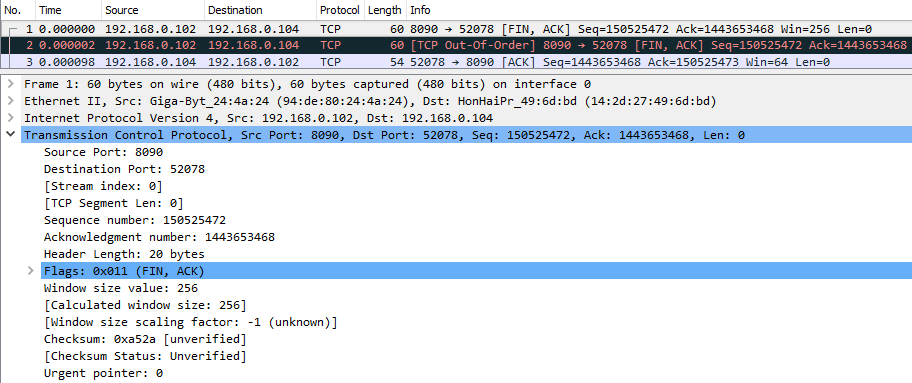 No. Time Source Destination Protocol Length Info
1 0.000000 192.168.0.102 192.168.0.104 TCP 60 8090 → 52078 [FIN, ACK] Seq=150525472 Ack=1443653468 Win=256 Len=0
2 0.000002 192.168.0.102 192.168.0.104 TCP 60 [TCP Out-Of-Order] 8090 → 52078 [FIN, ACK] Seq=150525472 Ack=1443653468
3 0.000098 192.168.0.104 192.168.0.102 TCP 54 52078 → 8090 [ACK] Seq=1443653468 Ack=150525473 Win=64 Len=0
Frame 1: 60 bytes on wire (480 bits), 60 bytes captured (480 bits) on interface 0
Ethernet II, Src: Giga-Byt_24:4a:24 (94:de:80:24:4a:24), Dst: HonHaiPr_49:6d:bd (14:2d:27:49:6d:bd)
Internet Protocol Version 4, Src: 192.168.0.102, Dst: 192.168.0.104
Transmission Control Protocol, Src Port: 8090, Dst Port: 52078, Seq: 150525472, Ack: 1443653468, Len: 0
Source Port: 8090
Destination Port: 52078
[Stream index: 0]
[TCP Segment Len: 0]
Sequence number: 150525472
Acknowledgment number: 1443653468
Header Length: 20 bytes
Flags: 0x011 (FIN, ACK)
Window size value: 256
[Calculated window size: 256]
[Window size scaling factor: -1 (unknown)]
Checksum: 0xa52a [unverified]
[Checksum Status: Unverified]
Urgent pointer: 0